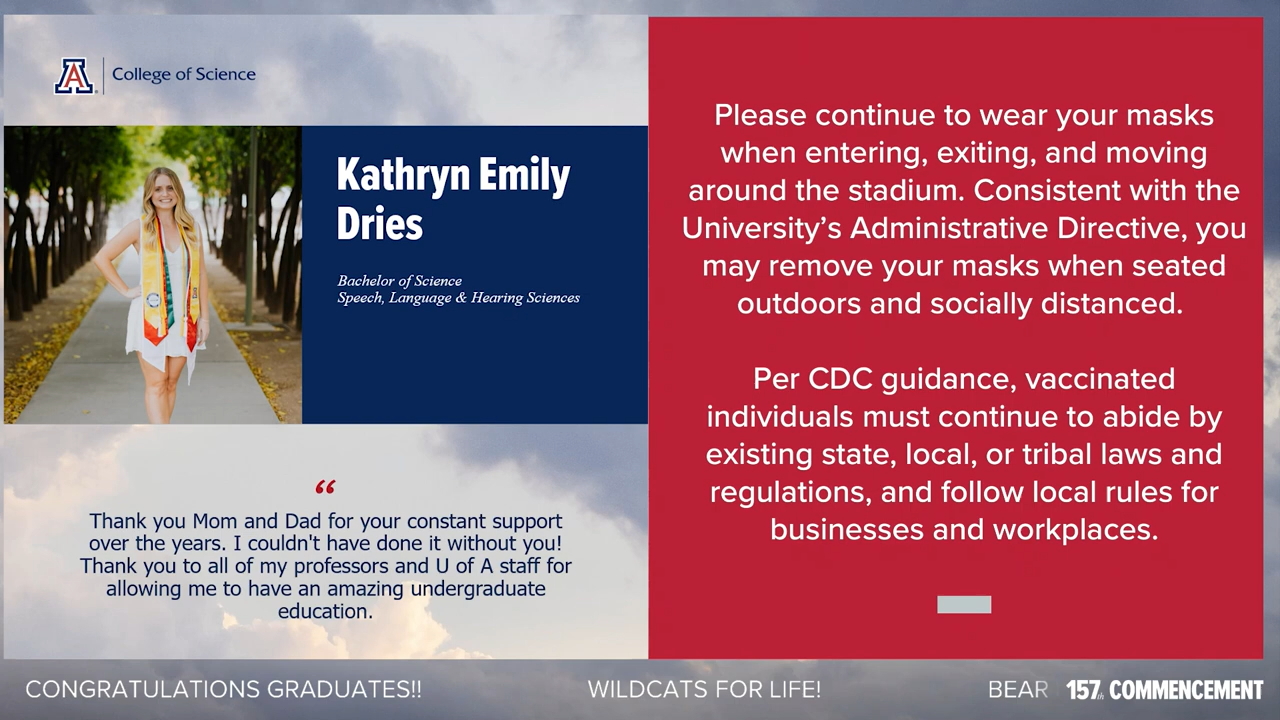 A
College of Science
Kathryn Emily
Dries
Bachelor of Science
Speech, Language & Hearing Sciences
“
Thank you Mom and Dad for your constant support
over the years. I couldn't have done it without you!
Thank you to all of my professors and U of A staff for
allowing me to have an amazing undergraduate
education.
Please continue to wear your masks
when entering, exiting, and moving
around the stadium. Consistent with the
University’s Administrative Directive, you
may remove your masks when seated
outdoors and socially distanced.
Per CDC guidance, vaccinated
individuals must continue to abide by
existing state, local, or tribal laws and
regulations, and follow local rules for
businesses and workplaces.
CONGRATULATIONS GRADUATES!! WILDCATS FOR LIFE! BEAR 157th COMMENCEMENT